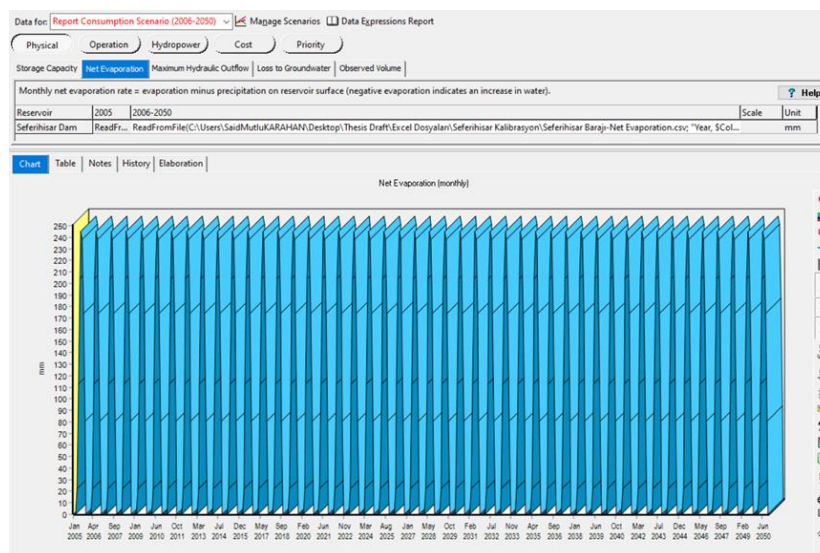 Data for: Report Consumption Scenario (2006-2050) Manage Scenarios Data Expressions Report
Physical Operation Hydropower Cost Priority
Storage Capacity Net Evaporation Maximum Hydraulic Outflow Loss to Groundwater Observed Volume
Monthly net evaporation rate = evaporation minus precipitation on reservoir surface (negative evaporation indicates an increase in water).
? Help
Reservoir 2005 2006-2050 Scale Unit
Seferihisar Dam ReadFr... ReadFromFile(C:\Users\SaidMutluKARAHAN\Desktop\Thesis Draft\Excel Dosyaları\Seferihisar Kalibrasyon\Seferihisar Barajı-Net Evaporation.csv; "Year, $Col... mm
Chart Table Notes History Elaboration
Net Evaporation (monthly)
250
240
230
220
210
200
190
180
170
160
150
140
130
120
110
100
90
80
70
60
50
40
30
20
10
0
mm
Jan Apr Sep Jan Jun Oct Mar Jul Dec May Sep Feb Jun Nov Mar Aug Jan May Oct Feb Jul Nov Apr Sep Jan Jun Oct Mar Jul Dec May Sep Feb Jun
2005 2006 2007 2009 2010 2011 2013 2014 2015 2017 2018 2020 2021 2022 2024 2025 2027 2028 2029 2031 2032 2033 2035 2036 2038 2039 2040 2042 2043 2044 2046 2047 2049 2050